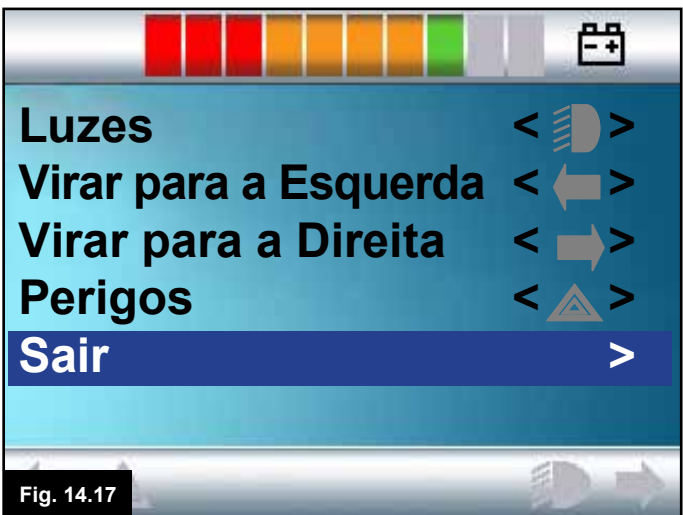 Luzes < >
Virar para a Esquerda < >
Virar para a Direita < >
Perigos < >
Sair >
Fig. 14.17